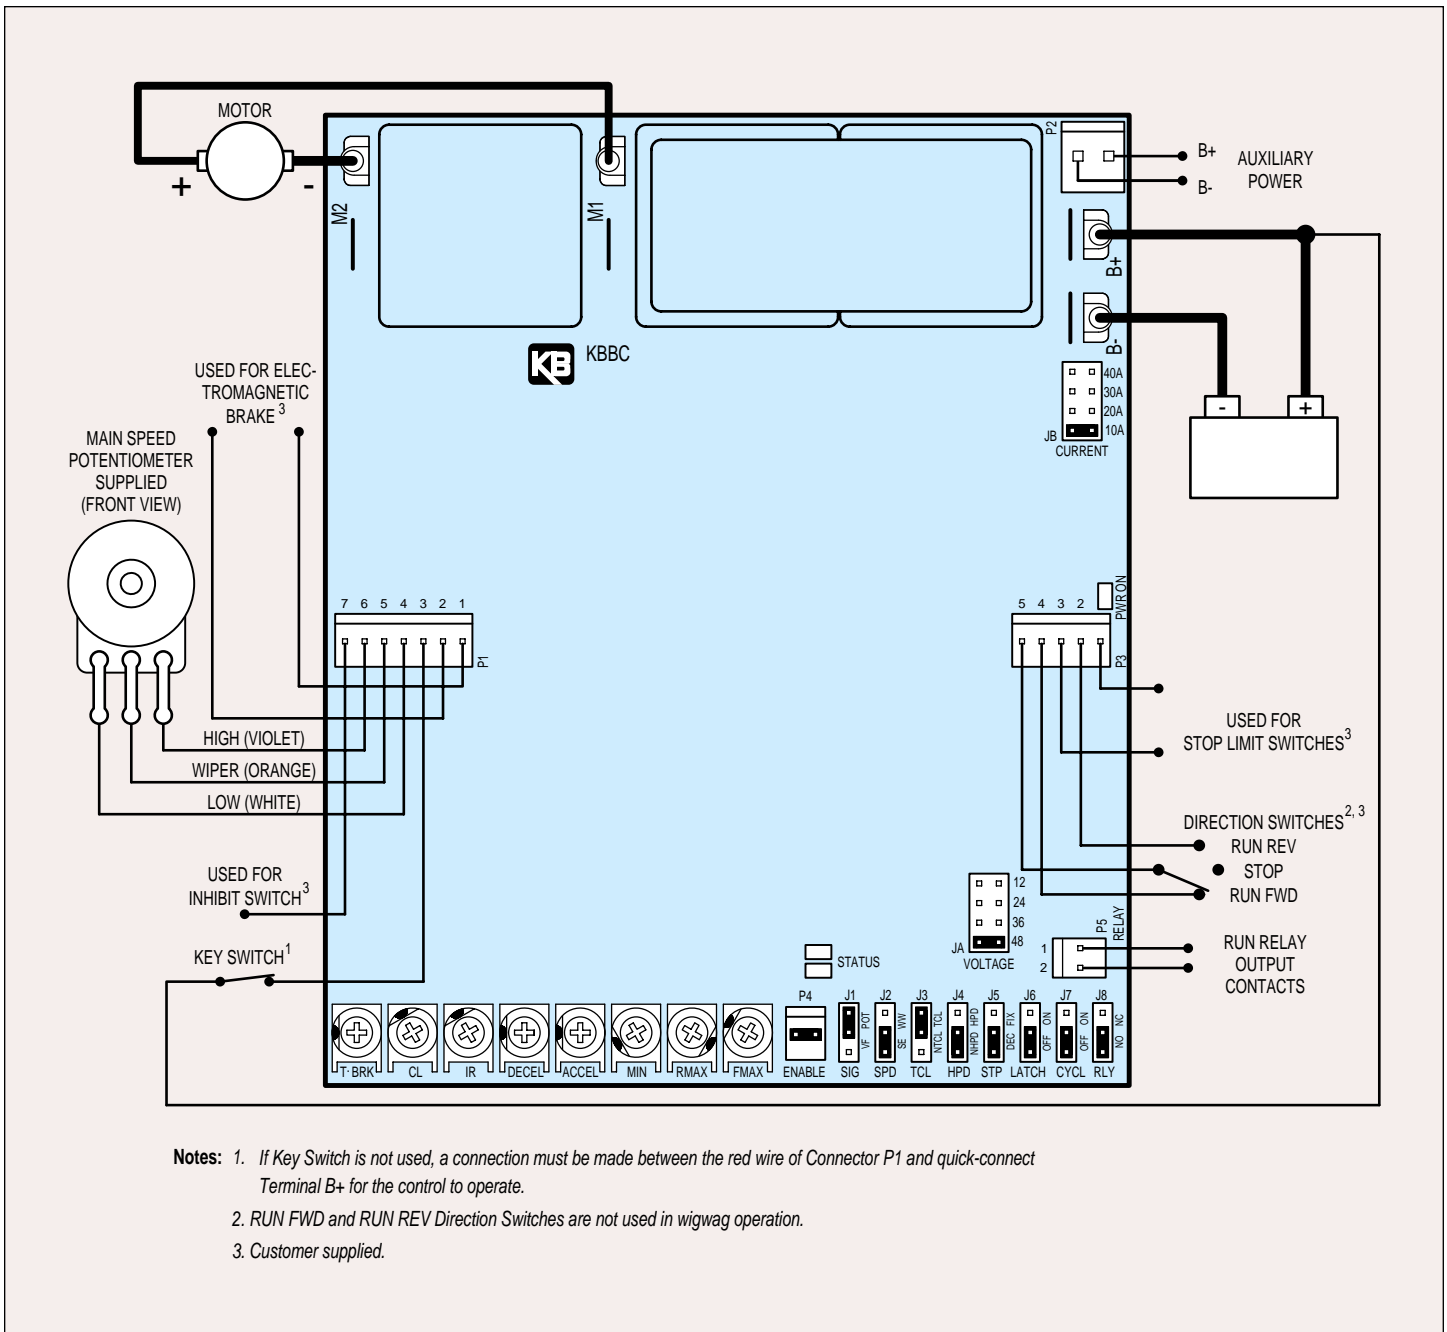 MOTOR
+
-
M2
M1
P2
B+
B-
AUXILIARY
POWER
B+
B-
KB
KBBC
40A
30A
20A
10A
JB
CURRENT
-
+
USED FOR ELEC-
TROMAGNETIC
BRAKE 3
MAIN SPEED
POTENTIOMETER
SUPPLIED
(FRONT VIEW)
7 6 5 4 3 2 1
P1
HIGH (VIOLET)
WIPER (ORANGE)
LOW (WHITE)
USED FOR
INHIBIT SWITCH3
KEY SWITCH1
PWR ON
5 4 3 2
P3
USED FOR
STOP LIMIT SWITCHES3
DIRECTION SWITCHES2, 3
RUN REV
STOP
RUN FWD
12
24
36
48
JA
VOLTAGE
P5
RELAY
1
2
RUN RELAY
OUTPUT
CONTACTS
STATUS
P4
J1 J2 J3 J4 J5 J6 J7 J8
VF POT
SE WW
NTCL TCL
NHPD HPD
DEC FIX
OFF ON
OFF ON
NO NC
T· BRK CL IR DECEL ACCEL MIN RMAX FMAX ENABLE SIG SPD TCL HPD STP LATCH CYCL RLY
Notes: 1. If Key Switch is not used, a connection must be made between the red wire of Connector P1 and quick-connect
Terminal B+ for the control to operate.
2. RUN FWD and RUN REV Direction Switches are not used in wigwag operation.
3. Customer supplied.